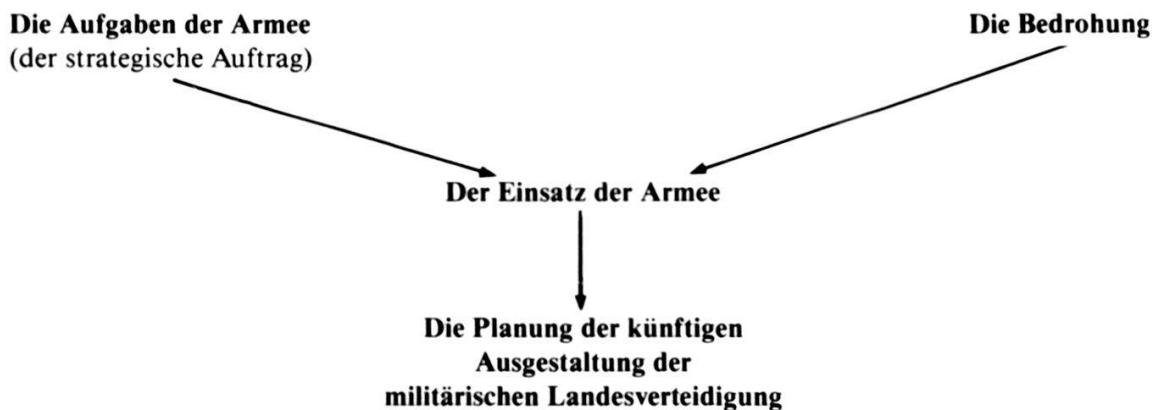 Die Aufgaben der Armee
(der strategische Auftrag)
Die Bedrohung
Der Einsatz der Armee
Die Planung der künftigen
Ausgestaltung der
militärischen Landesverteidigung